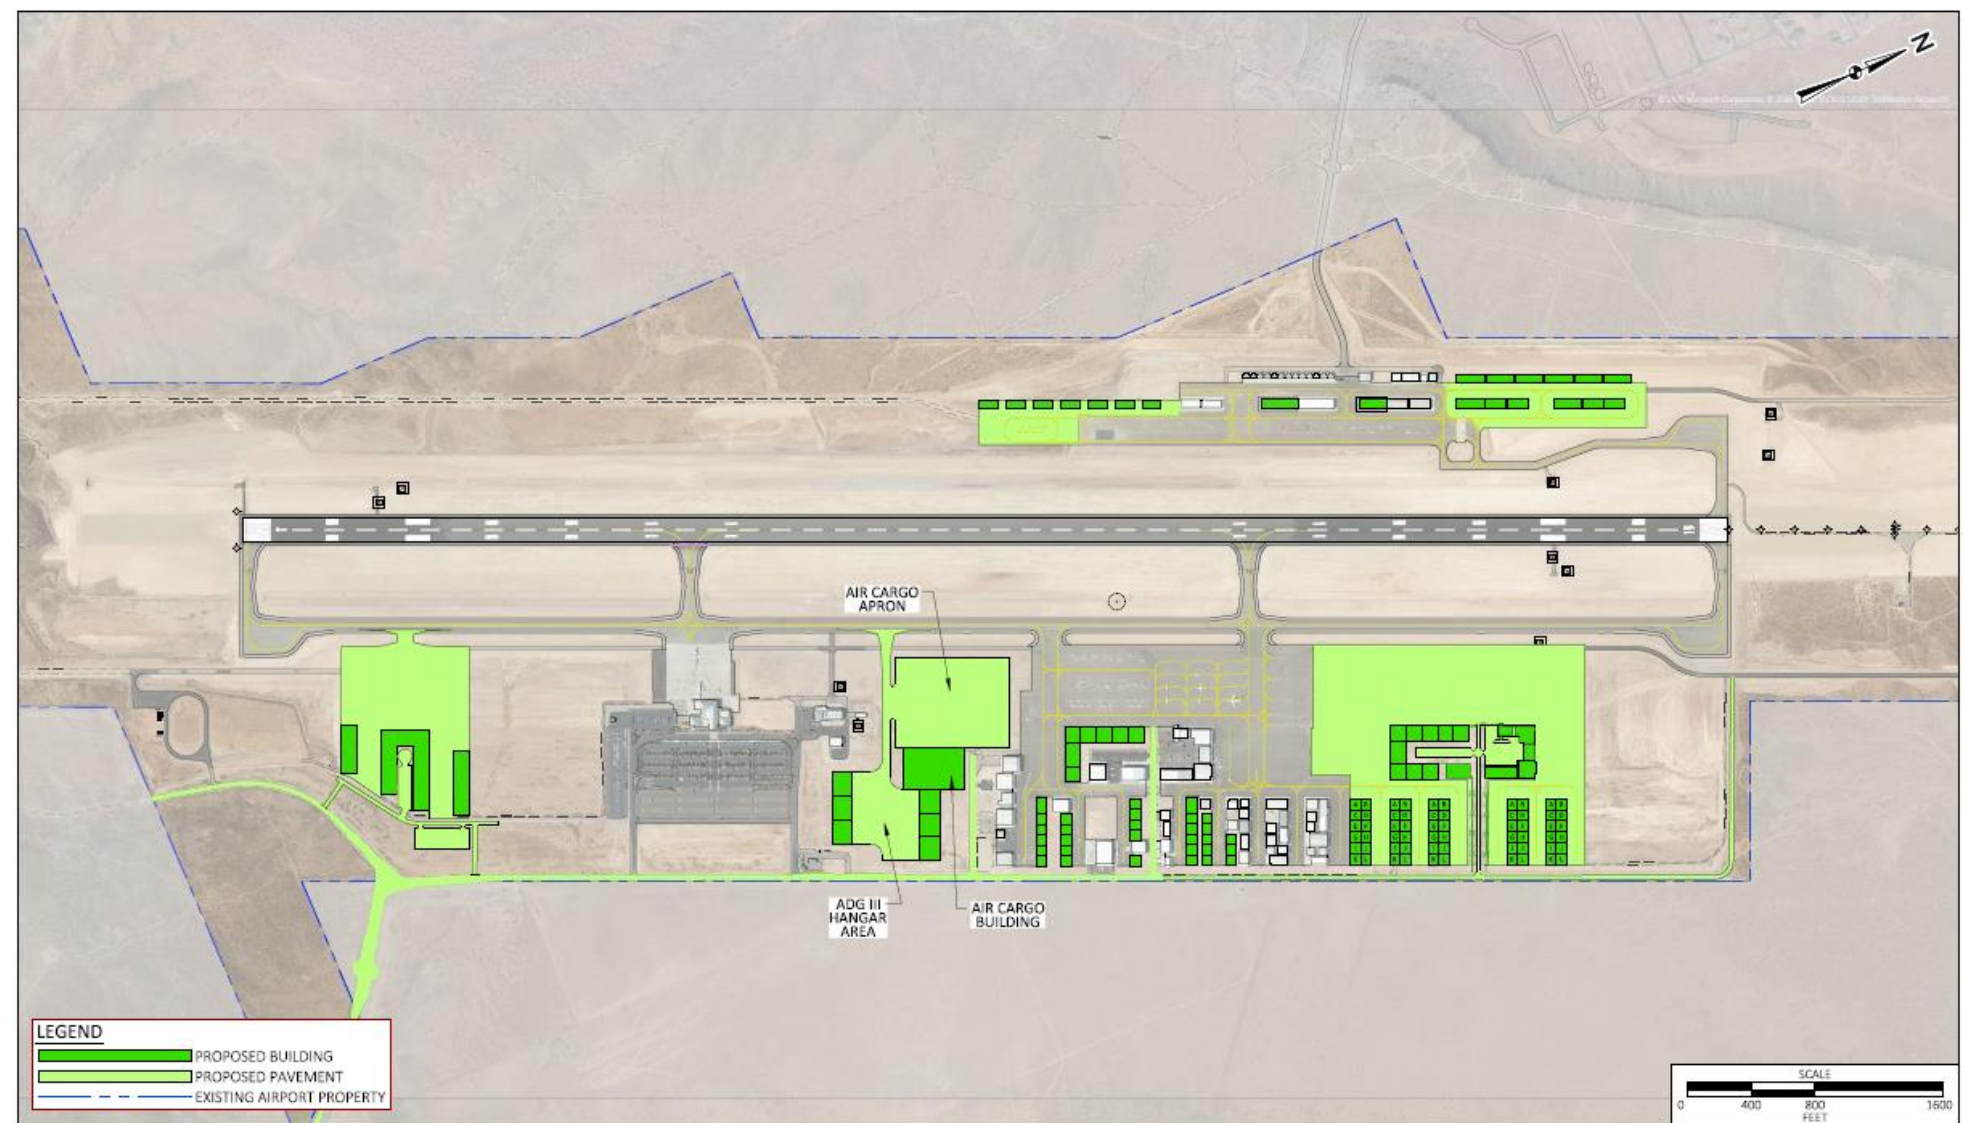 N
AIR CARGO
APRON
ADG III
HANGAR
AREA
AIR CARGO
BUILDING
LEGEND
PROPOSED BUILDING
PROPOSED PAVEMENT
EXISTING AIRPORT PROPERTY
SCALE
0 400 800 1600
FEET